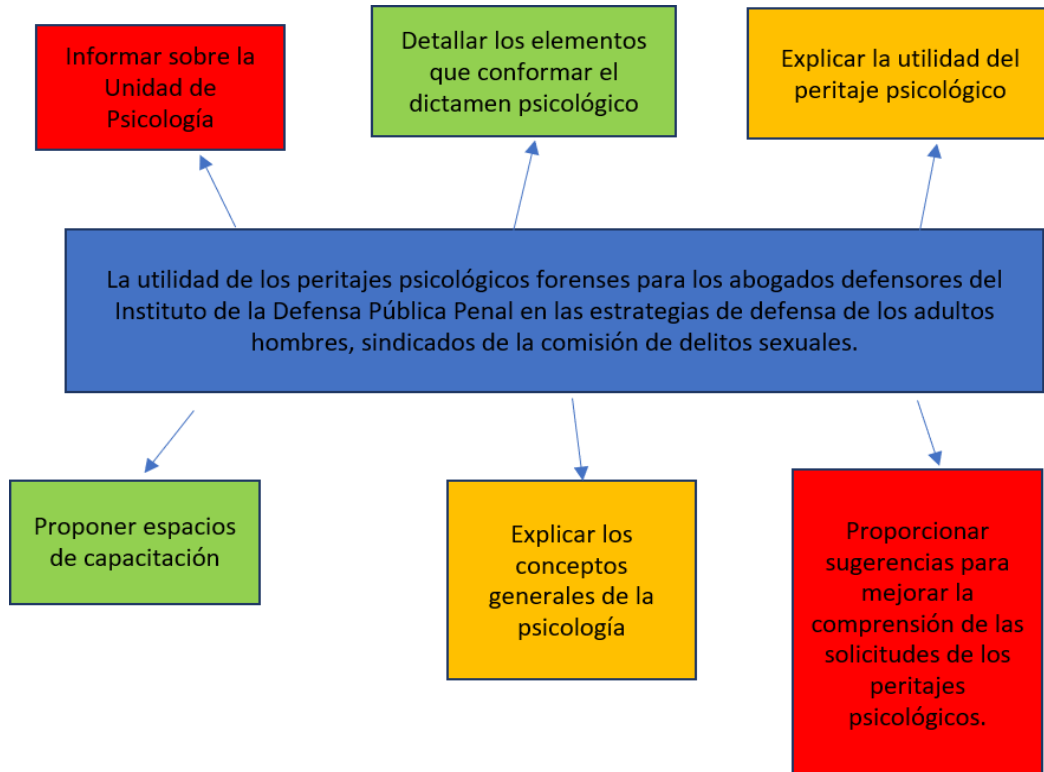 Informar sobre la
Unidad de
Psicología
Detallar los elementos
que conformar el
dictamen psicológico
Explicar la utilidad del
peritaje psicológico
La utilidad de los peritajes psicológicos forenses para los abogados defensores del
Instituto de la Defensa Pública Penal en las estrategias de defensa de los adultos
hombres, sindicados de la comisión de delitos sexuales.
Proponer espacios
de capacitación
Explicar los
conceptos
generales de la
psicología
Proporcionar
sugerencias para
mejorar la
comprensión de las
solicitudes de los
peritajes
psicológicos.